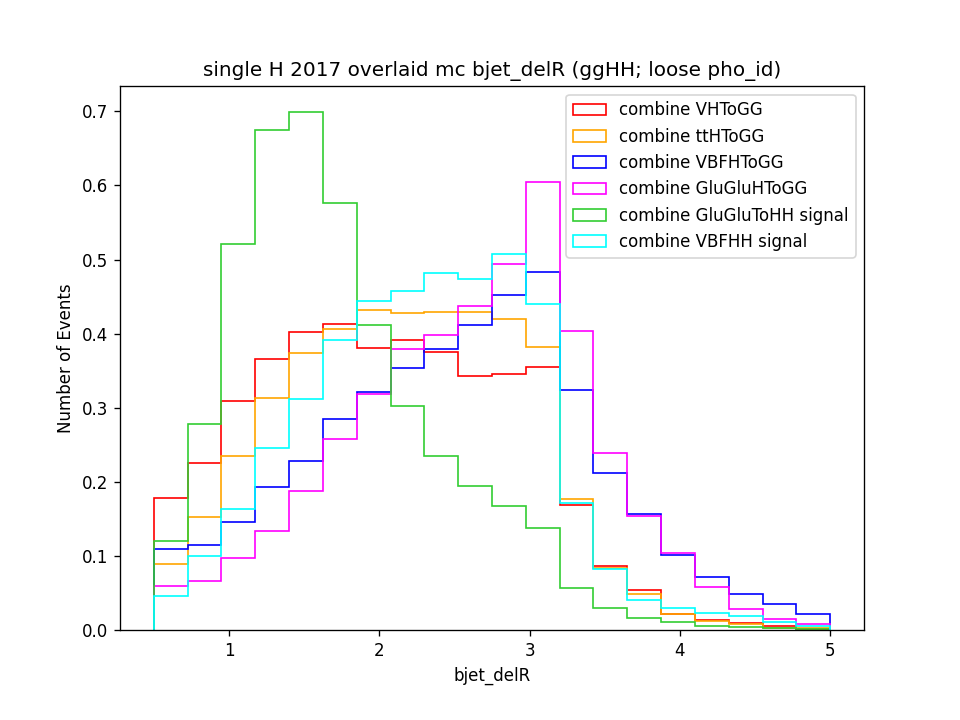 single H 2017 overlaid mc bjet_delR (ggHH; loose pho_id)
combine VHToGG
combine ttHToGG
combine VBFHToGG
combine GluGluHToGG
combine GluGluToHH signal
combine VBFHH signal
Number of Events
0.7
0.6
0.5
0.4
0.3
0.2
0.1
0.0
1
2
3
4
5
bjet_delR